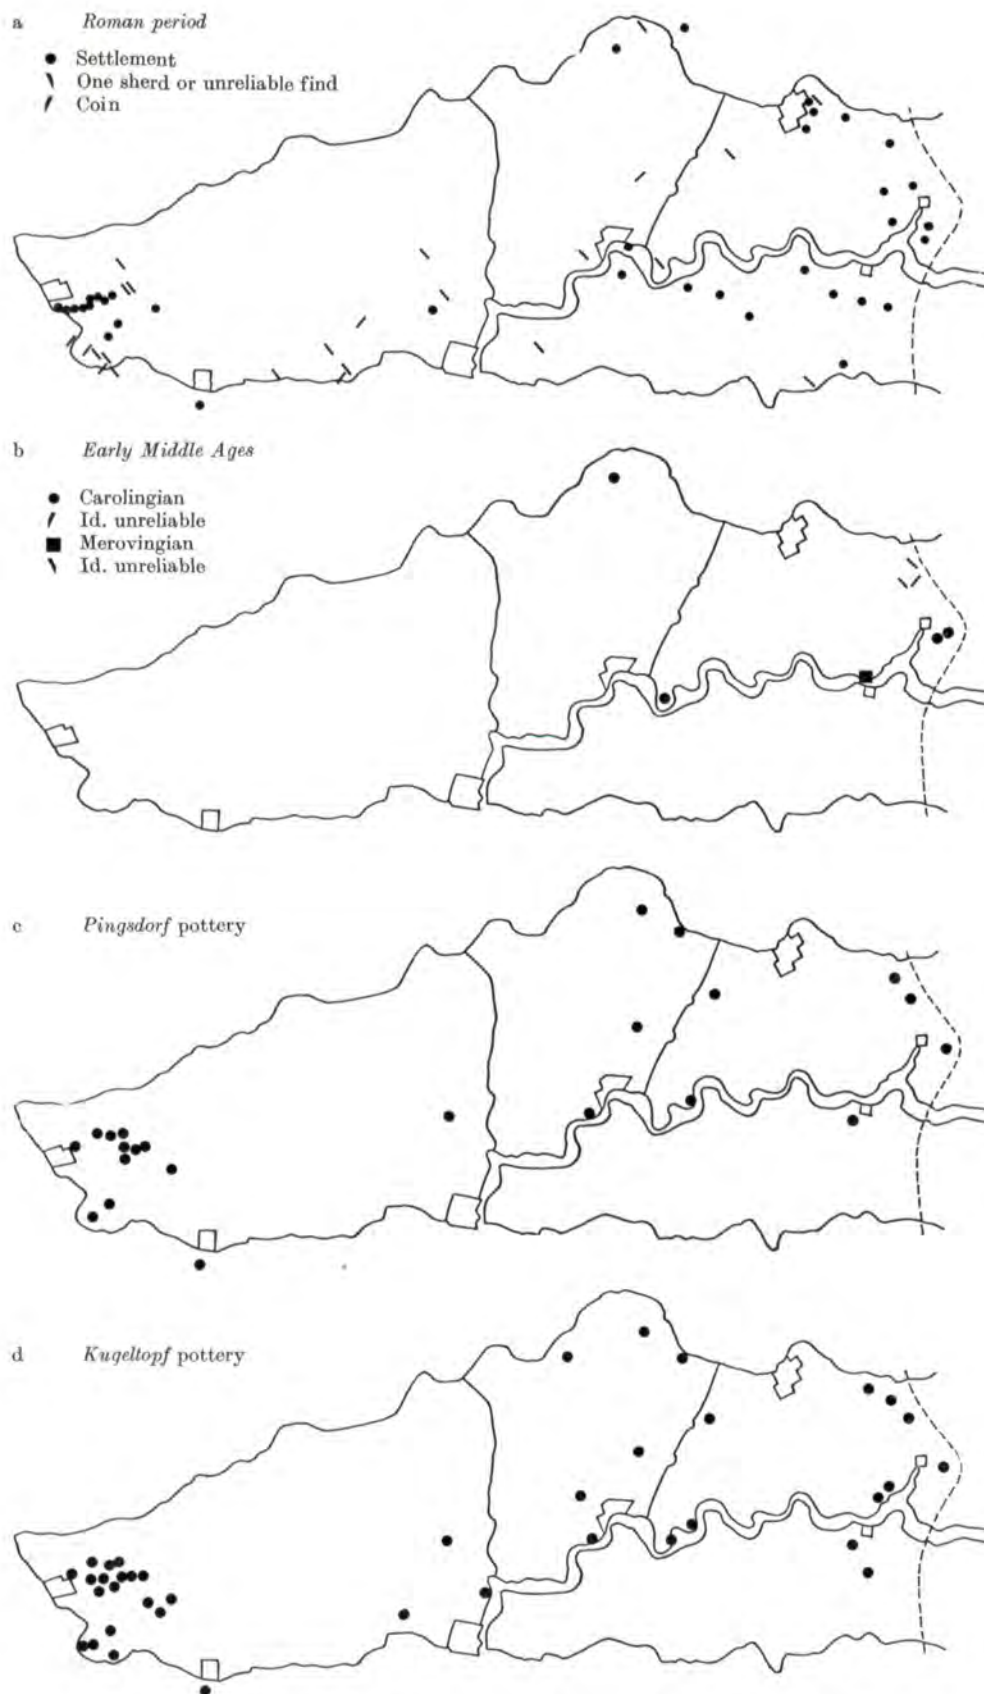 a Roman period
Settlement
One sherd or unreliable find
Coin
b Early Middle Ages
Carolingian
Id. unreliable
Merovingian
Id. unreliable
c Pingsdorf pottery
d Kugeltopf pottery